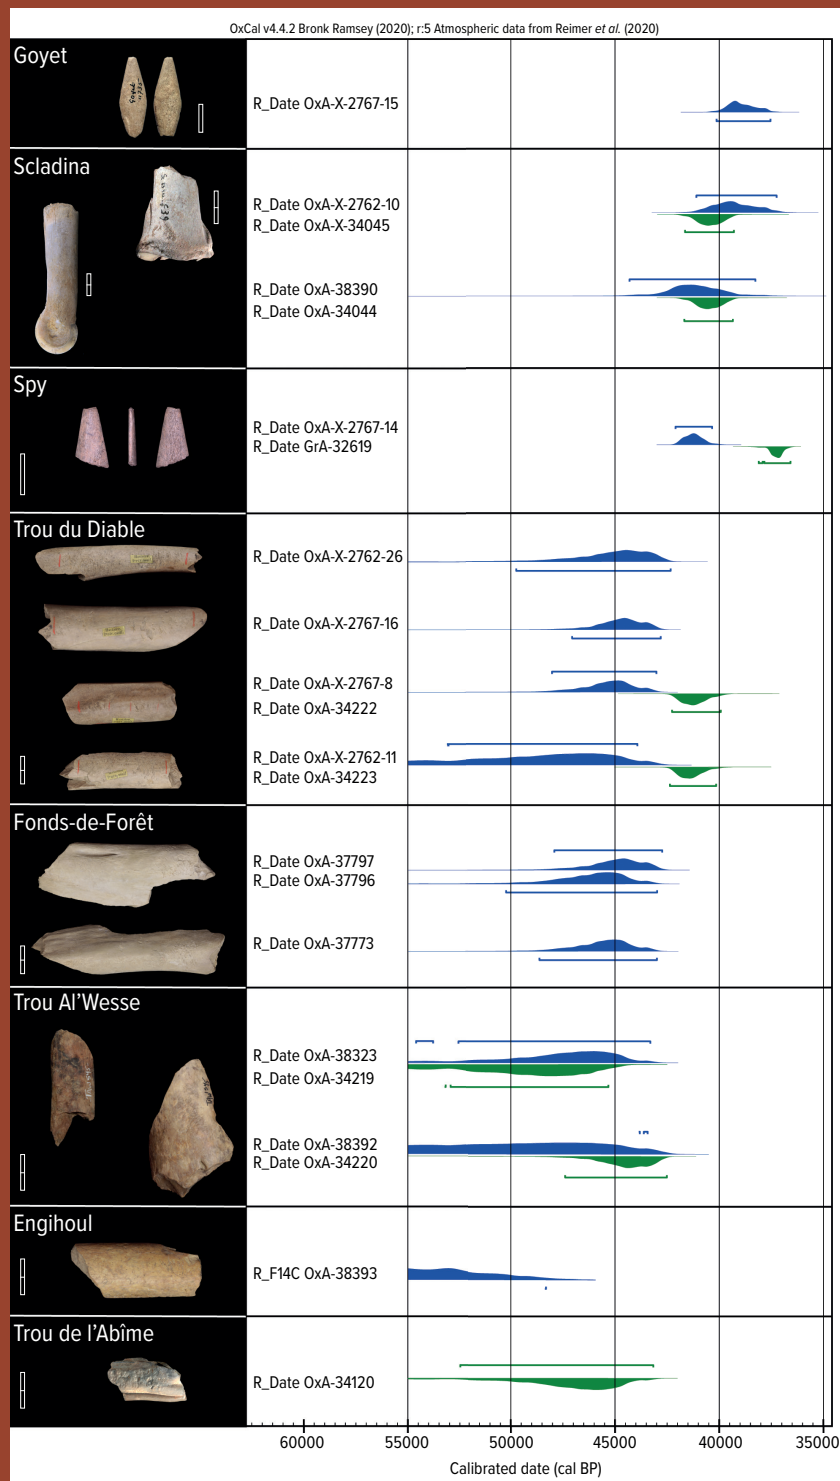 OxCal v4.4.2 Bronk Ramsey (2020); r:5 Atmospheric data from Reimer et al. (2020)
Goyet
R_Date OxA-X-2767-15
Scladina
R_Date OxA-X-2762-10
R_Date OxA-X-34045
R_Date OxA-38390
R_Date OxA-34044
Spy
R_Date OxA-X-2767-14
R_Date GrA-32619
Trou du Diable
R_Date OxA-X-2762-26
R_Date OxA-X-2767-16
R_Date OxA-X-2767-8
R_Date OxA-34222
R_Date OxA-X-2762-11
R_Date OxA-34223
Fonds-de-Forêt
R_Date OxA-37797
R_Date OxA-37796
R_Date OxA-37773
Trou Al’Wesse
R_Date OxA-38323
R_Date OxA-34219
R_Date OxA-38392
R_Date OxA-34220
Engihoul
R_F14C OxA-38393
Trou de l’Abîme
R_Date OxA-34120
60000 55000 50000 45000 40000 35000
Calibrated date (cal BP)